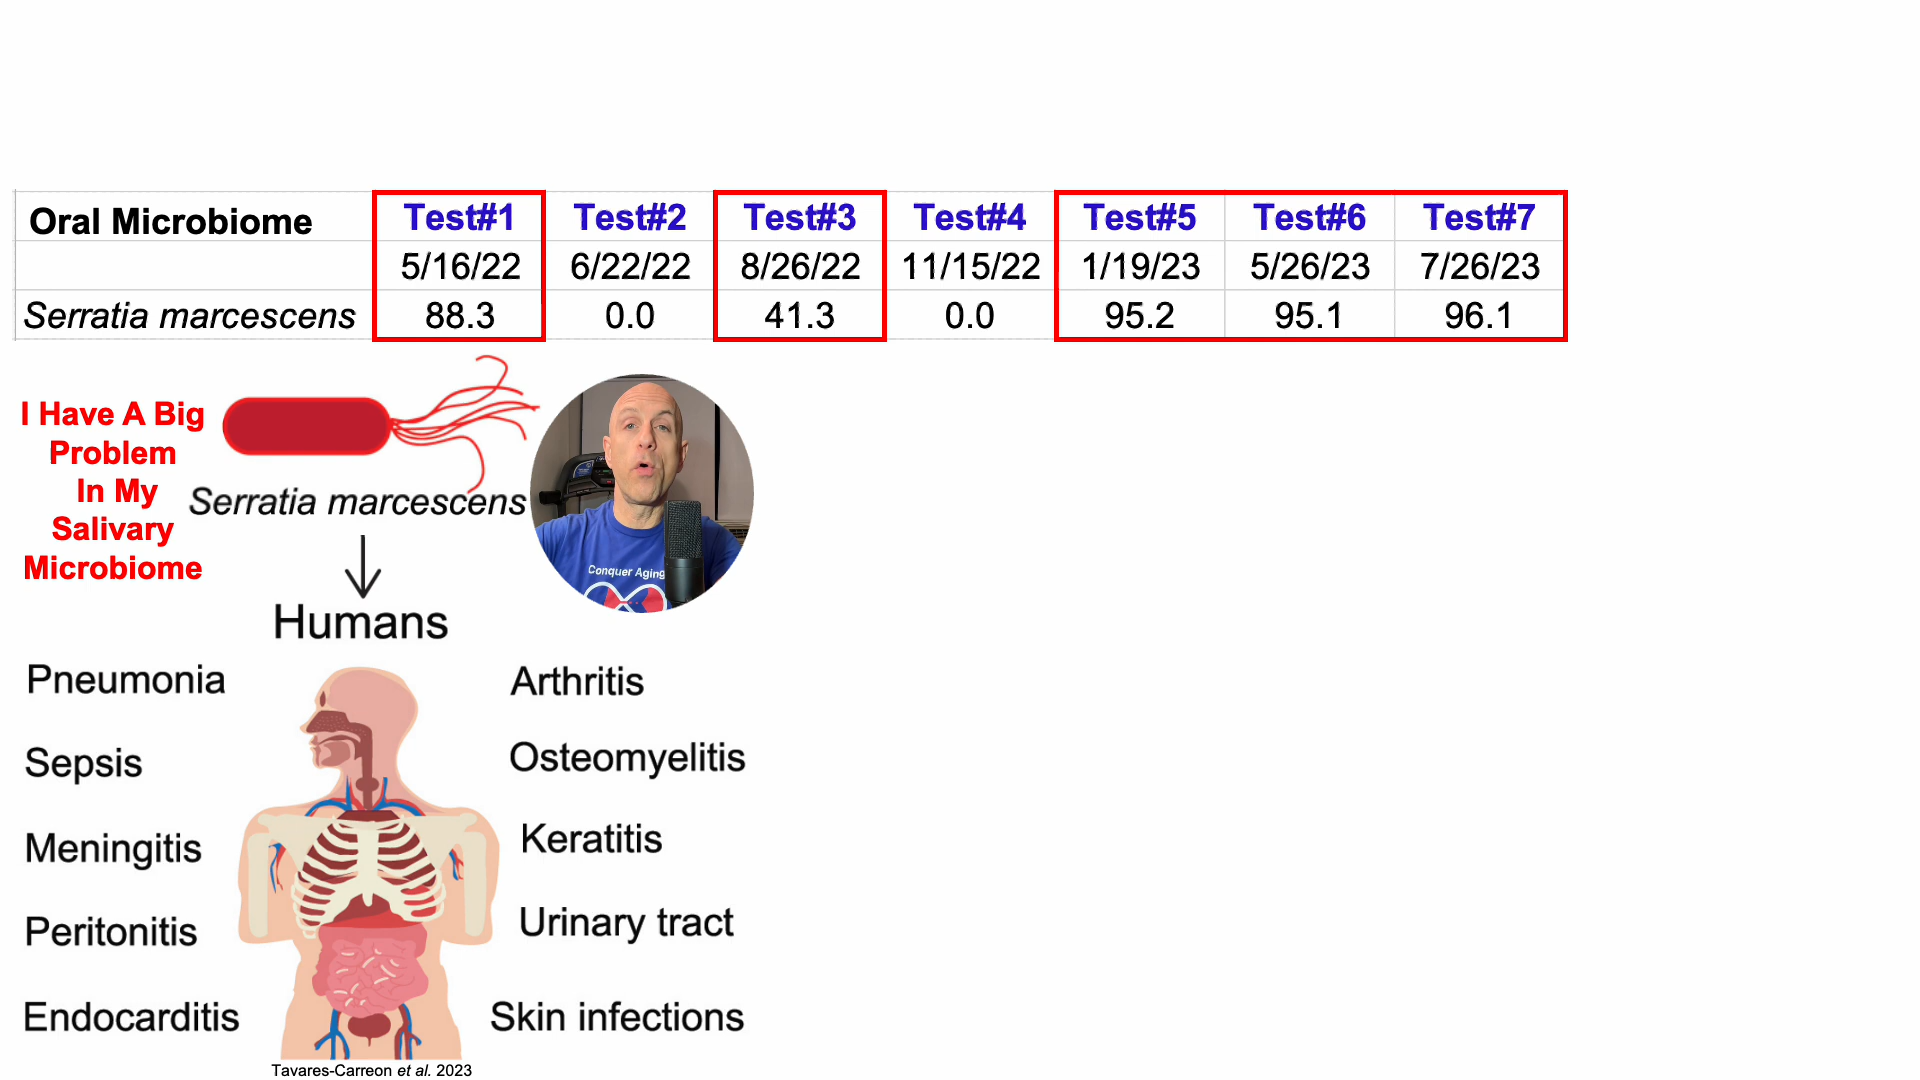 Oral Microbiome Test#1 Test#2 Test#3 Test#4 Test#5 Test#6 Test#7
5/16/22 6/22/22 8/26/22 11/15/22 1/19/23 5/26/23 7/26/23
Serratia marcescens 88.3 0.0 41.3 0.0 95.2 95.1 96.1
I Have A Big
Problem
In My
Salivary
Microbiome
Serratia marcescens
Conquer Aging
Humans
Pneumonia
Sepsis
Meningitis
Peritonitis
Endocarditis
Arthritis
Osteomyelitis
Keratitis
Urinary tract
Skin infections
Tavares-Carreon et al. 2023